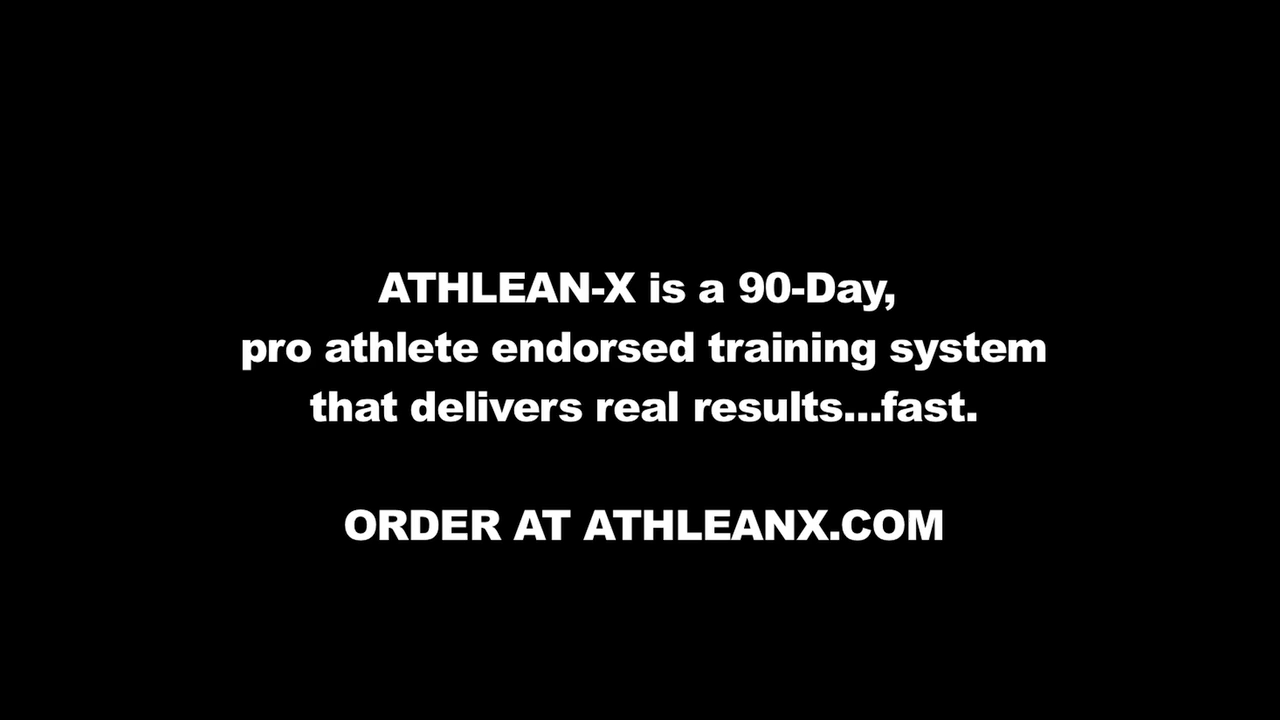 ATHLEAN-X is a 90-Day,
pro athlete endorsed training system
that delivers real results...fast.
ORDER AT ATHLEANX.COM